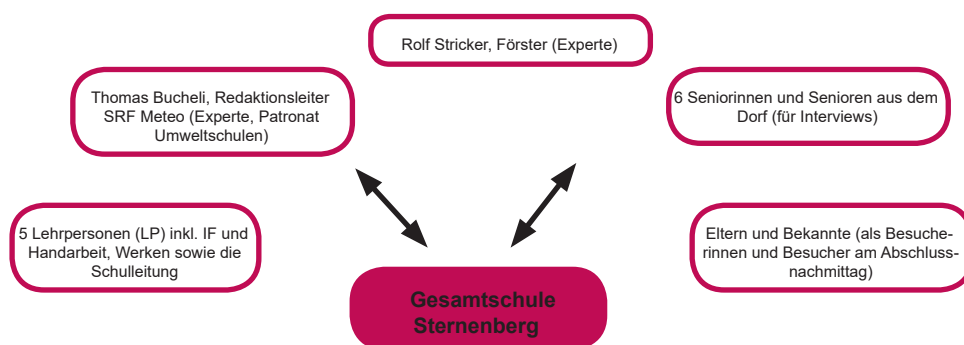 Rolf Stricker, Förster (Experte)
Thomas Bucheli, Redaktionsleiter
SRF Meteo (Experte, Patronat
Umweltschulen)
6 Seniorinnen und Senioren aus dem
Dorf (für Interviews)
5 Lehrpersonen (LP) inkl. IF und
Handarbeit, Werken sowie die
Schulleitung
Eltern und Bekannte (als Besuche-
rinnen und Besucher am Abschluss-
nachmittag)
Gesamtschule
Sternenberg